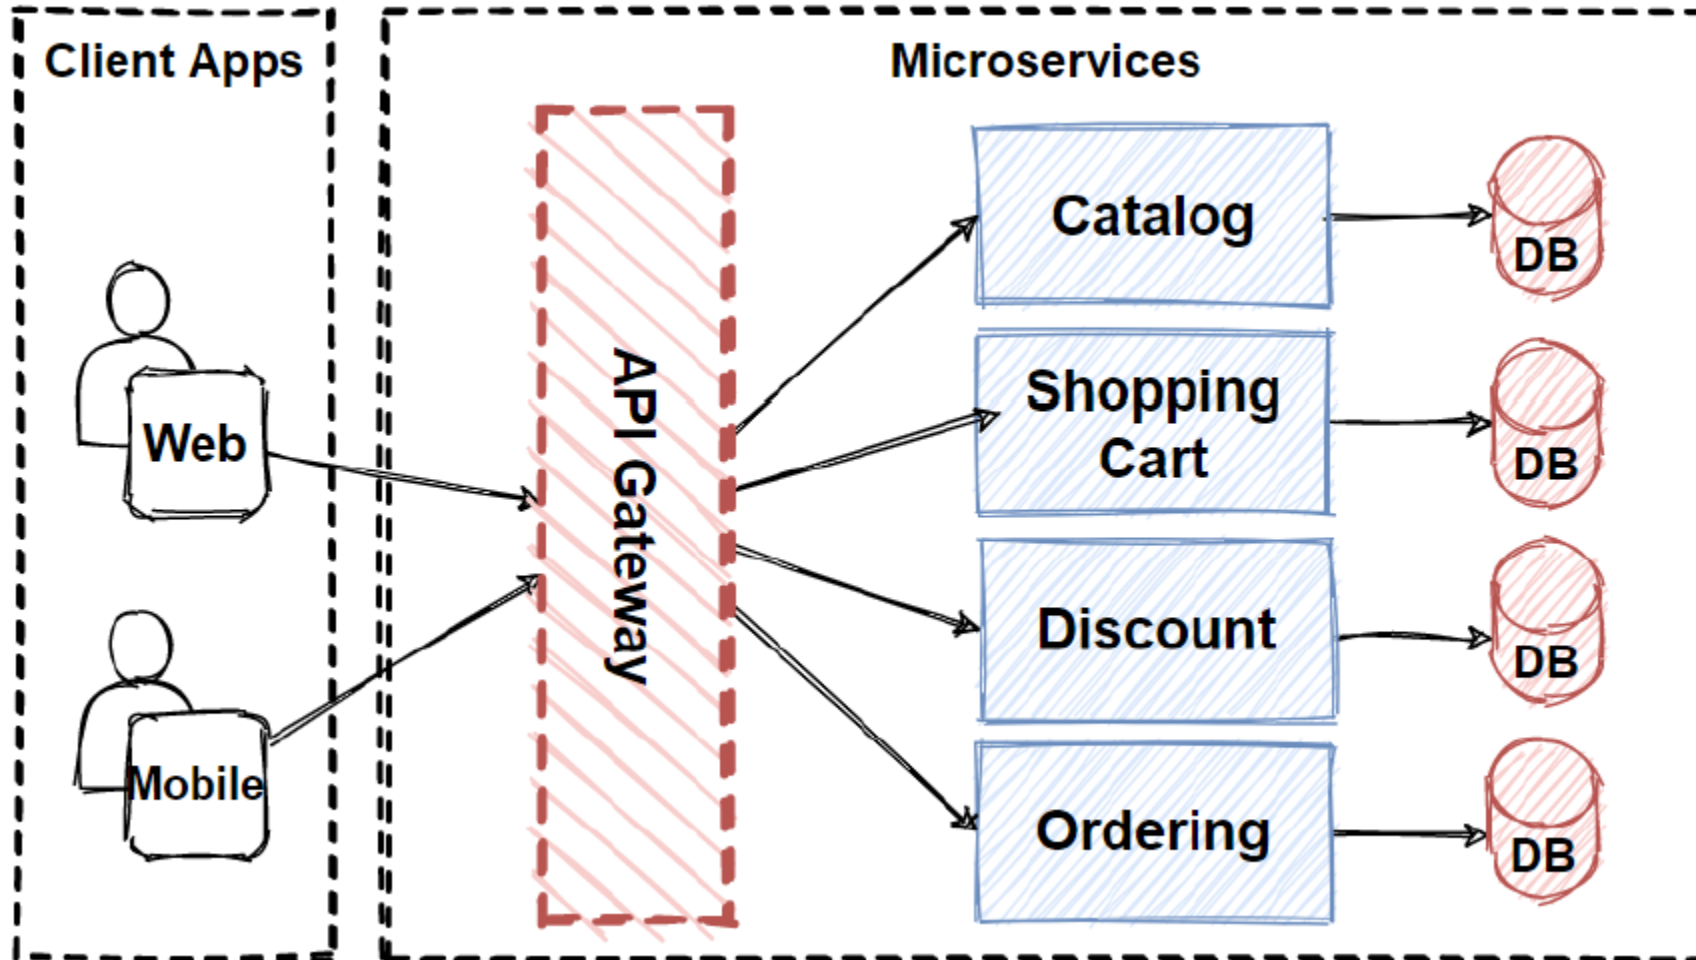 Client Apps
Microservices
Web
Mobile
API Gateway
Catalog
DB
Shopping
Cart
DB
Discount
DB
Ordering
DB